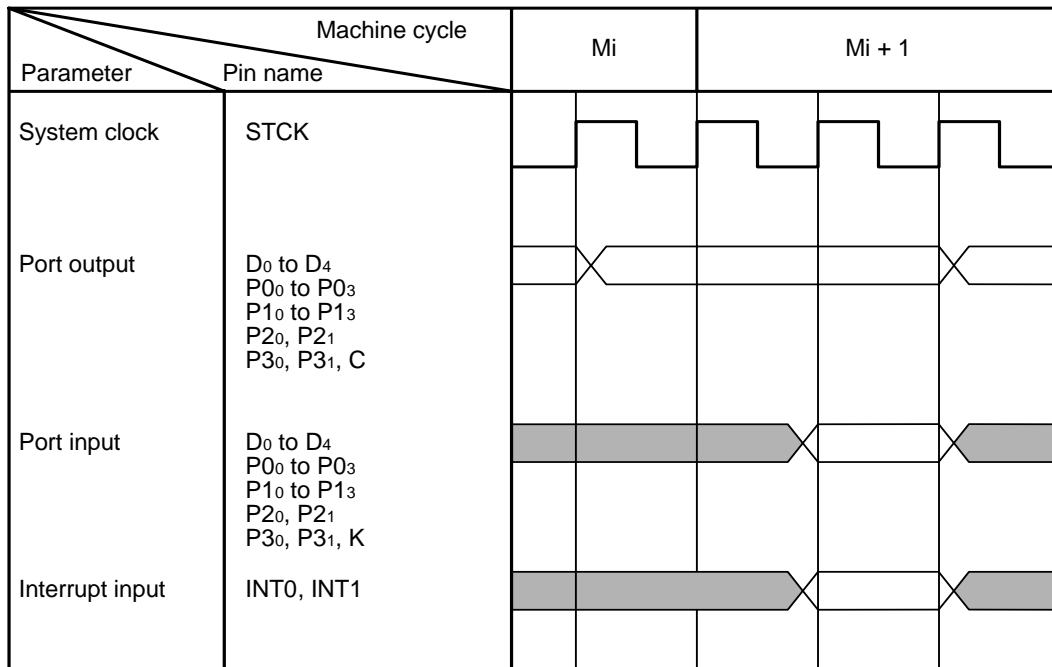 Machine cycle
Parameter
Pin name
Mi
Mi + 1
System clock
STCK
Port output
D0 to D4
P00 to P03
P10 to P13
P20, P21
P30, P31, C
Port input
D0 to D4
P00 to P03
P10 to P13
P20, P21
P30, P31, K
Interrupt input
INT0, INT1